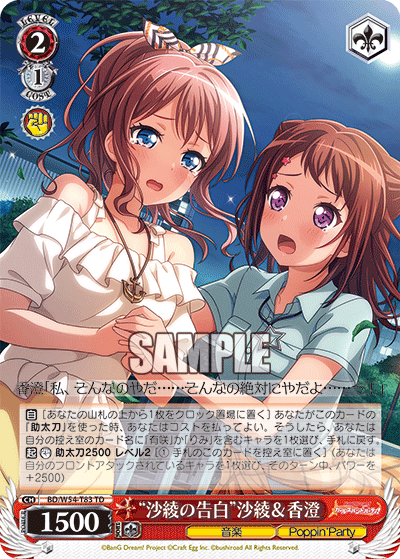 LEVEL
2
1
COST
SAMPLE
香澄「私、そんなのやだ……そんなの絶対にやだよ……っ!」
【自】[あなたの山札の上から1枚をクロック置場に置く] あなたがこのカードの
『助太刀』を使った時、あなたはコストを払ってよい。そうしたら、あなたは
自分の控え室のカード名に「有咲」か「りみ」を含むキャラを1枚選び、手札に戻す。
【起】助太刀2500 レベル2 [① 手札のこのカードを控え室に置く] (あなたは
自分のフロントアタックされているキャラを1枚選び、そのターン中、パワーを
+2500)
CH BD/W54-T83 TD
1500
"沙綾の告白"沙綾&香澄
音楽
Poppin'Party
©BanG Dream! Project ©Craft Egg Inc. ©bushiroad All Rights Reserved.